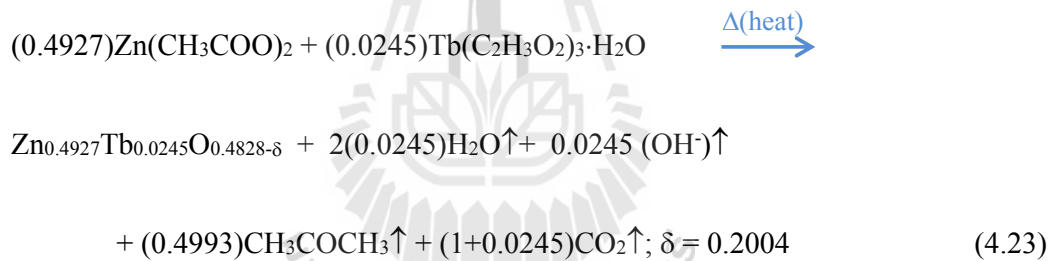 Δ(heat)
(0.4927)Zn(CH3COO)2 + (0.0245)Tb(C2H3O2)3·H2O
Zn0.4927Tb0.0245O0.4828-δ + 2(0.0245)H2O↑+ 0.0245 (OH-)↑
+ (0.4993)CH3COCH3↑ + (1+0.0245)CO2↑; δ = 0.2004 (4.23)